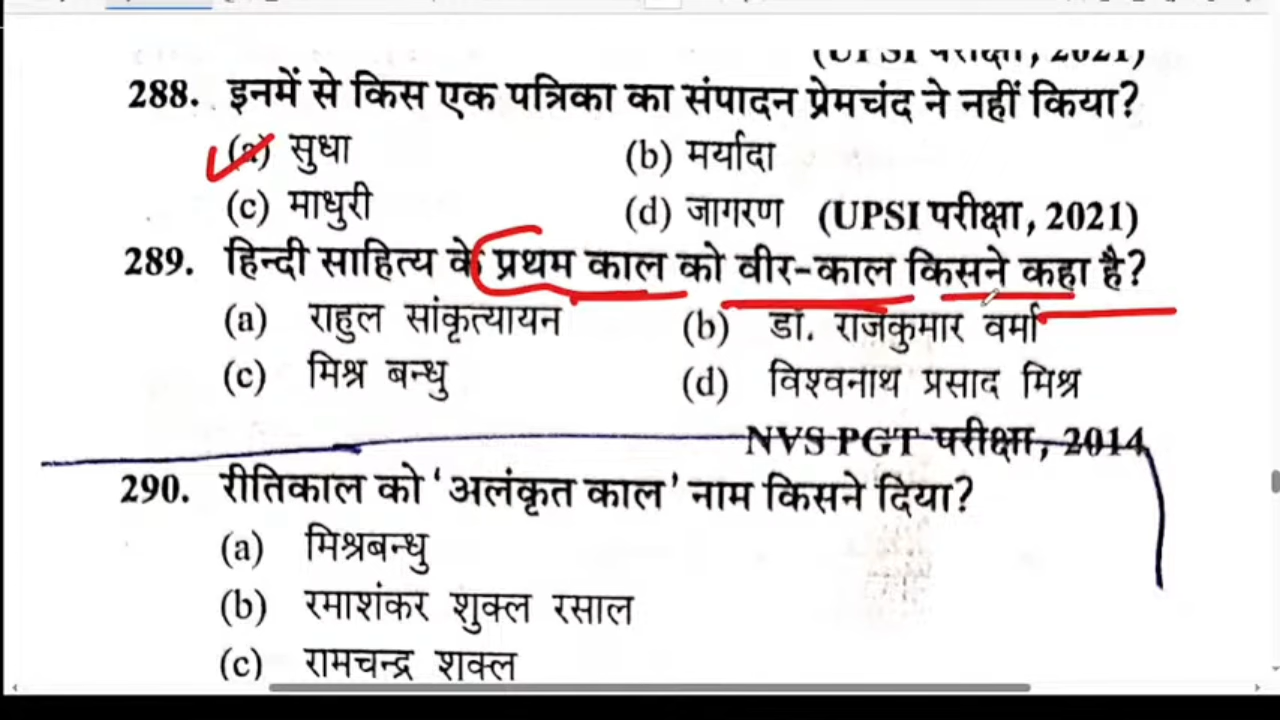 (UPSI परीक्षा, 2021)
288. इनमें से किस एक पत्रिका का संपादन प्रेमचंद ने नहीं किया?
(a) सुधा (b) मर्यादा
(c) माधुरी (d) जागरण (UPSI परीक्षा, 2021)
289. हिन्दी साहित्य के प्रथम काल को वीर-काल किसने कहा है?
(a) राहुल सांकृत्यायन (b) डॉ. राजकुमार वर्मा
(c) मिश्र बन्धु (d) विश्वनाथ प्रसाद मिश्र
NVS PGT परीक्षा, 2014
290. रीतिकाल को 'अलंकृत काल' नाम किसने दिया?
(a) मिश्रबन्धु
(b) रमाशंकर शुक्ल रसाल
(c) रामचन्द्र शुक्ल